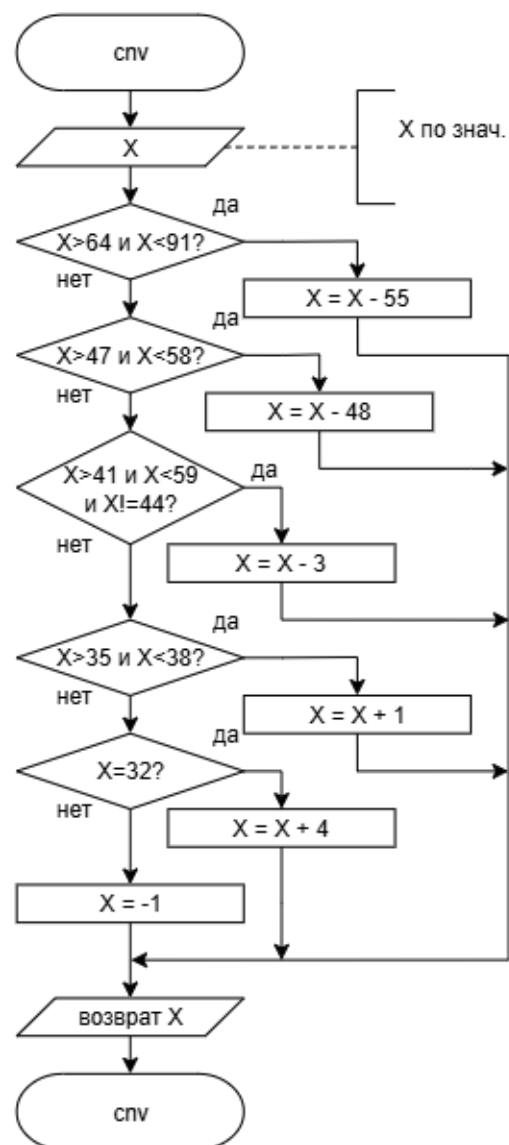 cnv
X
X по знач.
да
X>64 и X<91?
нет
X = X - 55
да
X>47 и X<58?
нет
X = X - 48
X>41 и X<59
и X!=44?
да
нет
X = X - 3
да
X>35 и X<38?
нет
X = X + 1
да
X=32?
нет
X = X + 4
X = -1
возврат X
cnv